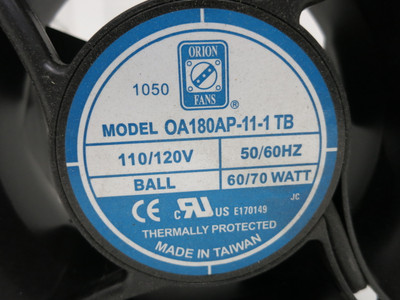 ORION
FANS
®
1050
MODEL OA180AP-11-1 TB
110/120V 50/60HZ
BALL 60/70 WATT
CE c RU US E170149 JC
THERMALLY PROTECTED
MADE IN TAIWAN